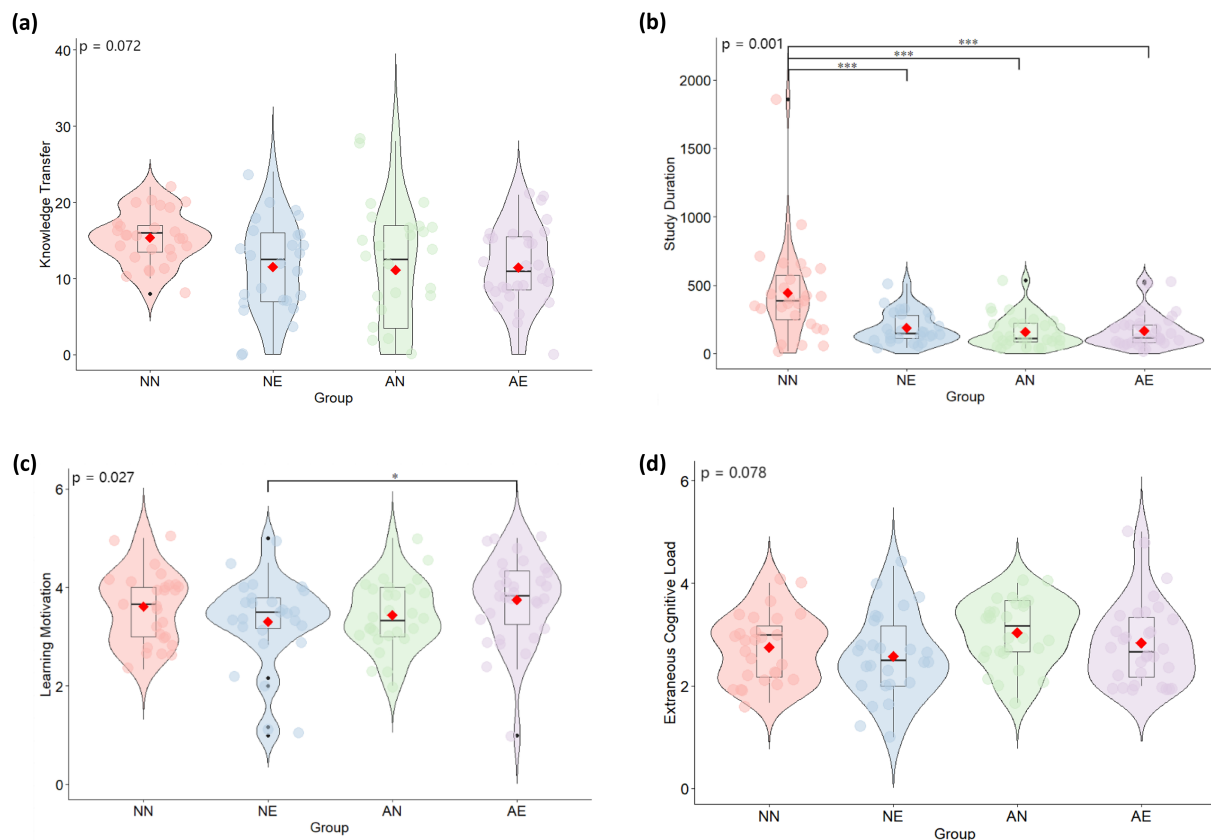 (a)
p = 0.072
Knowledge Transfer
40
30
20
10
0
NN NE AN AE
Group
(b)
p = 0.001
***
***
***
Study Duration
2000
1500
1000
500
0
NN NE AN AE
Group
(c)
p = 0.027
*
Learning Motivation
6
4
2
0
NN NE AN AE
Group
(d)
p = 0.078
Extraneous Cognitive Load
6
4
2
0
NN NE AN AE
Group